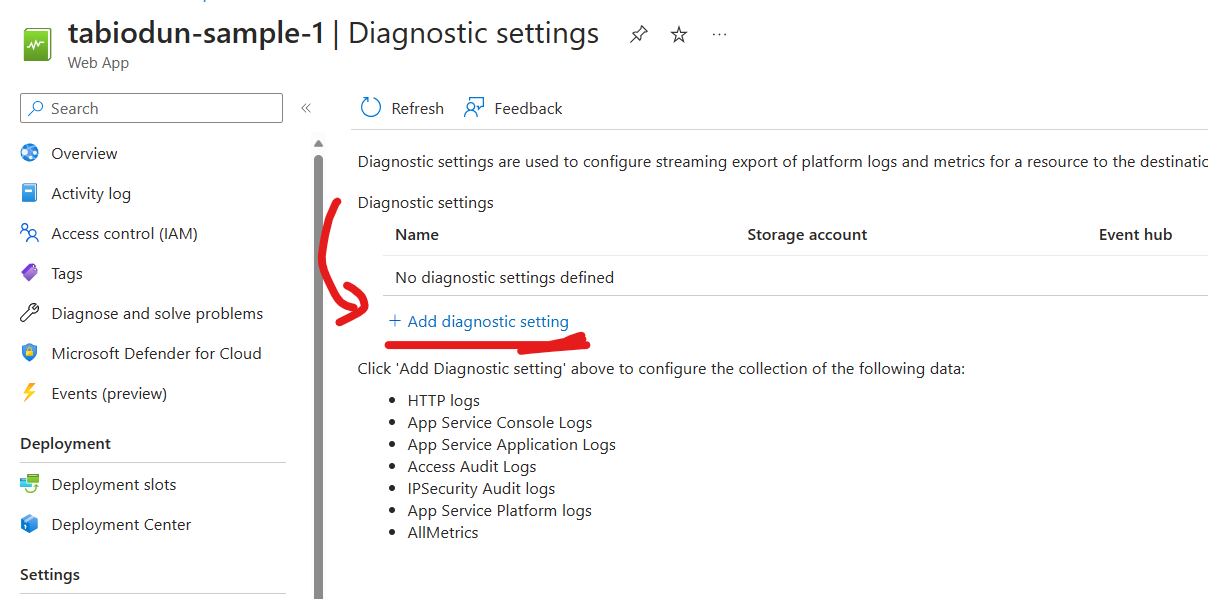 tabiodun-sample-1 | Diagnostic settings
Web App
Search
Refresh
Feedback
Overview
Activity log
Access control (IAM)
Tags
Diagnose and solve problems
Microsoft Defender for Cloud
Events (preview)
Deployment
Deployment slots
Deployment Center
Settings
Diagnostic settings are used to configure streaming export of platform logs and metrics for a resource to the destinatic
Diagnostic settings
Name Storage account Event hub
No diagnostic settings defined
+ Add diagnostic setting
Click 'Add Diagnostic setting' above to configure the collection of the following data:
• HTTP logs
• App Service Console Logs
• App Service Application Logs
• Access Audit Logs
• IPSecurity Audit logs
• App Service Platform logs
• AllMetrics